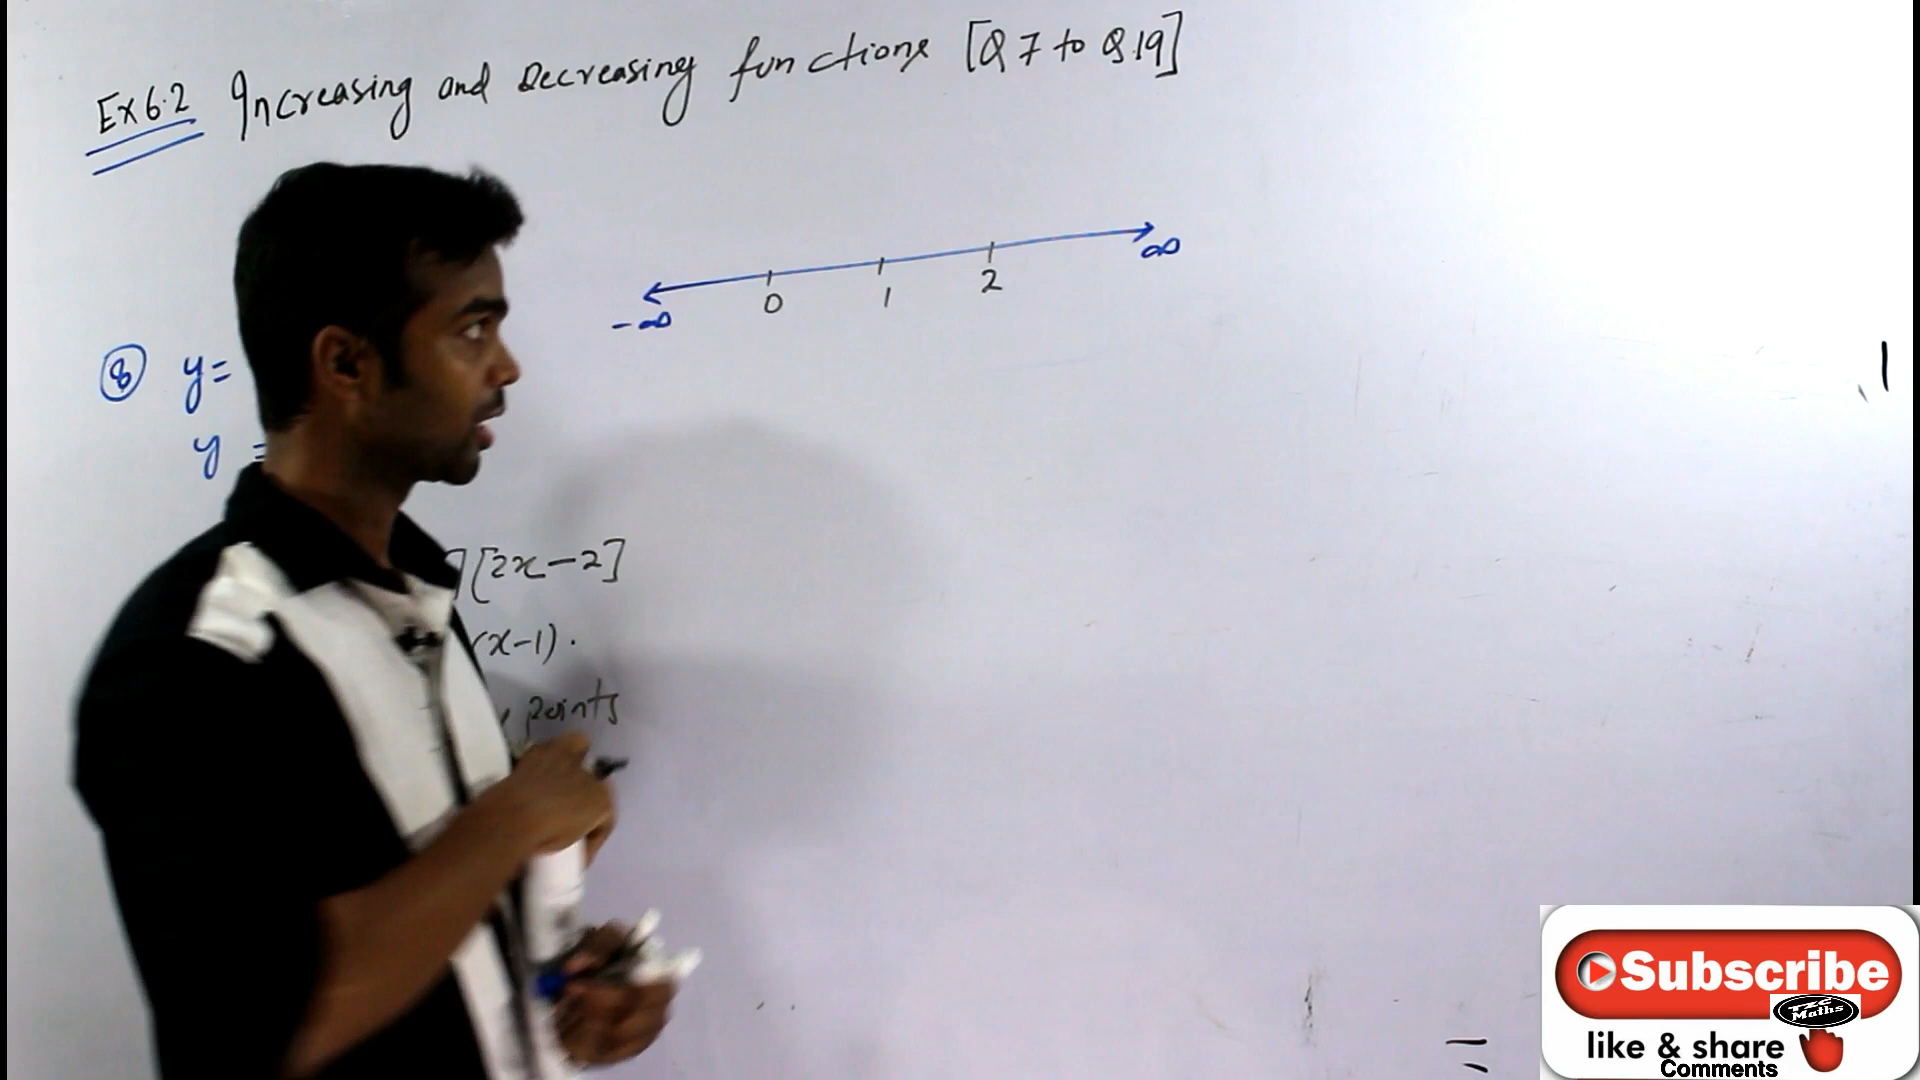 Ex 6.2 Increasing and Decreasing functions [Q 7 to Q.19]
-∞ 0 1 2 ∞
⑧ y=
y =
][2x-2]
(x-1).
points
Subscribe
TZC Maths
like & share
Comments